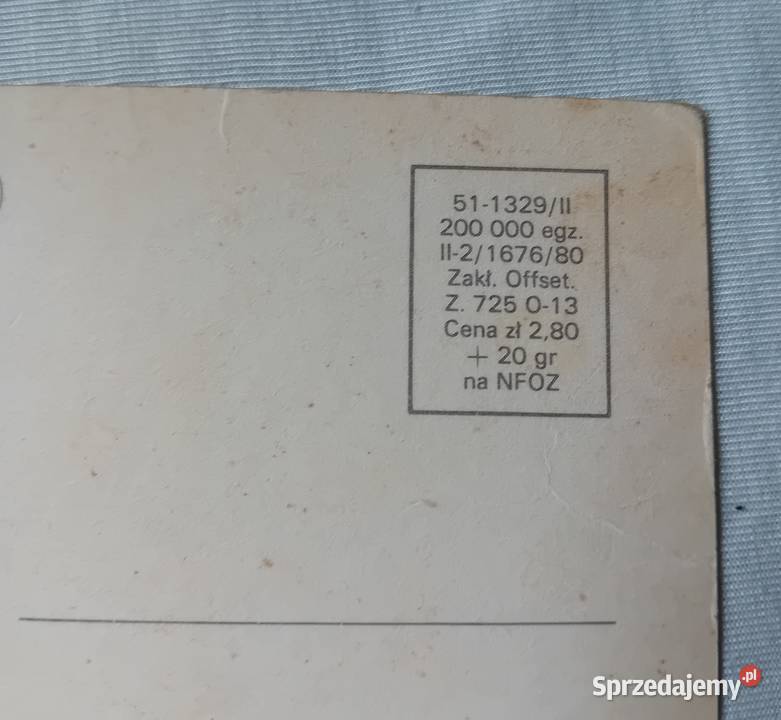 51-1329/II
200 000 egz.
II-2/1676/80
Zakł. Offset.
Z. 725 O-13
Cena zł 2,80
+ 20 gr
na NFOZ
Sprzedajemy.pl